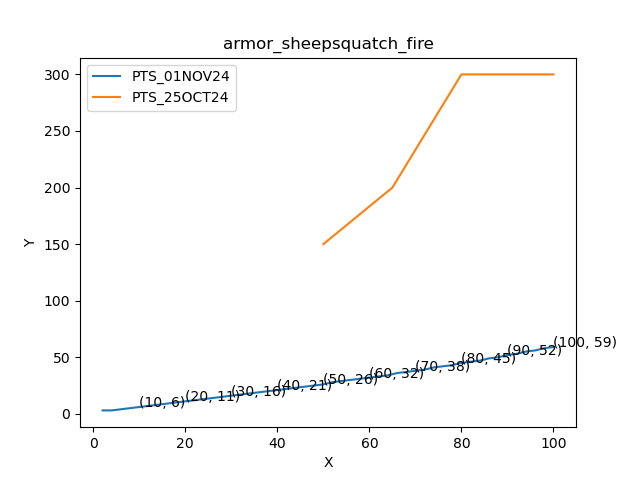 armor_sheepsquatch_fire
PTS_01NOV24
PTS_25OCT24
300
250
200
150
100
50
0
Y
(10, 6)
(20, 11)
(30, 16)
(40, 21)
(50, 26)
(60, 32)
(70, 38)
(80, 45)
(90, 52)
(100, 59)
0 20 40 60 80 100
X